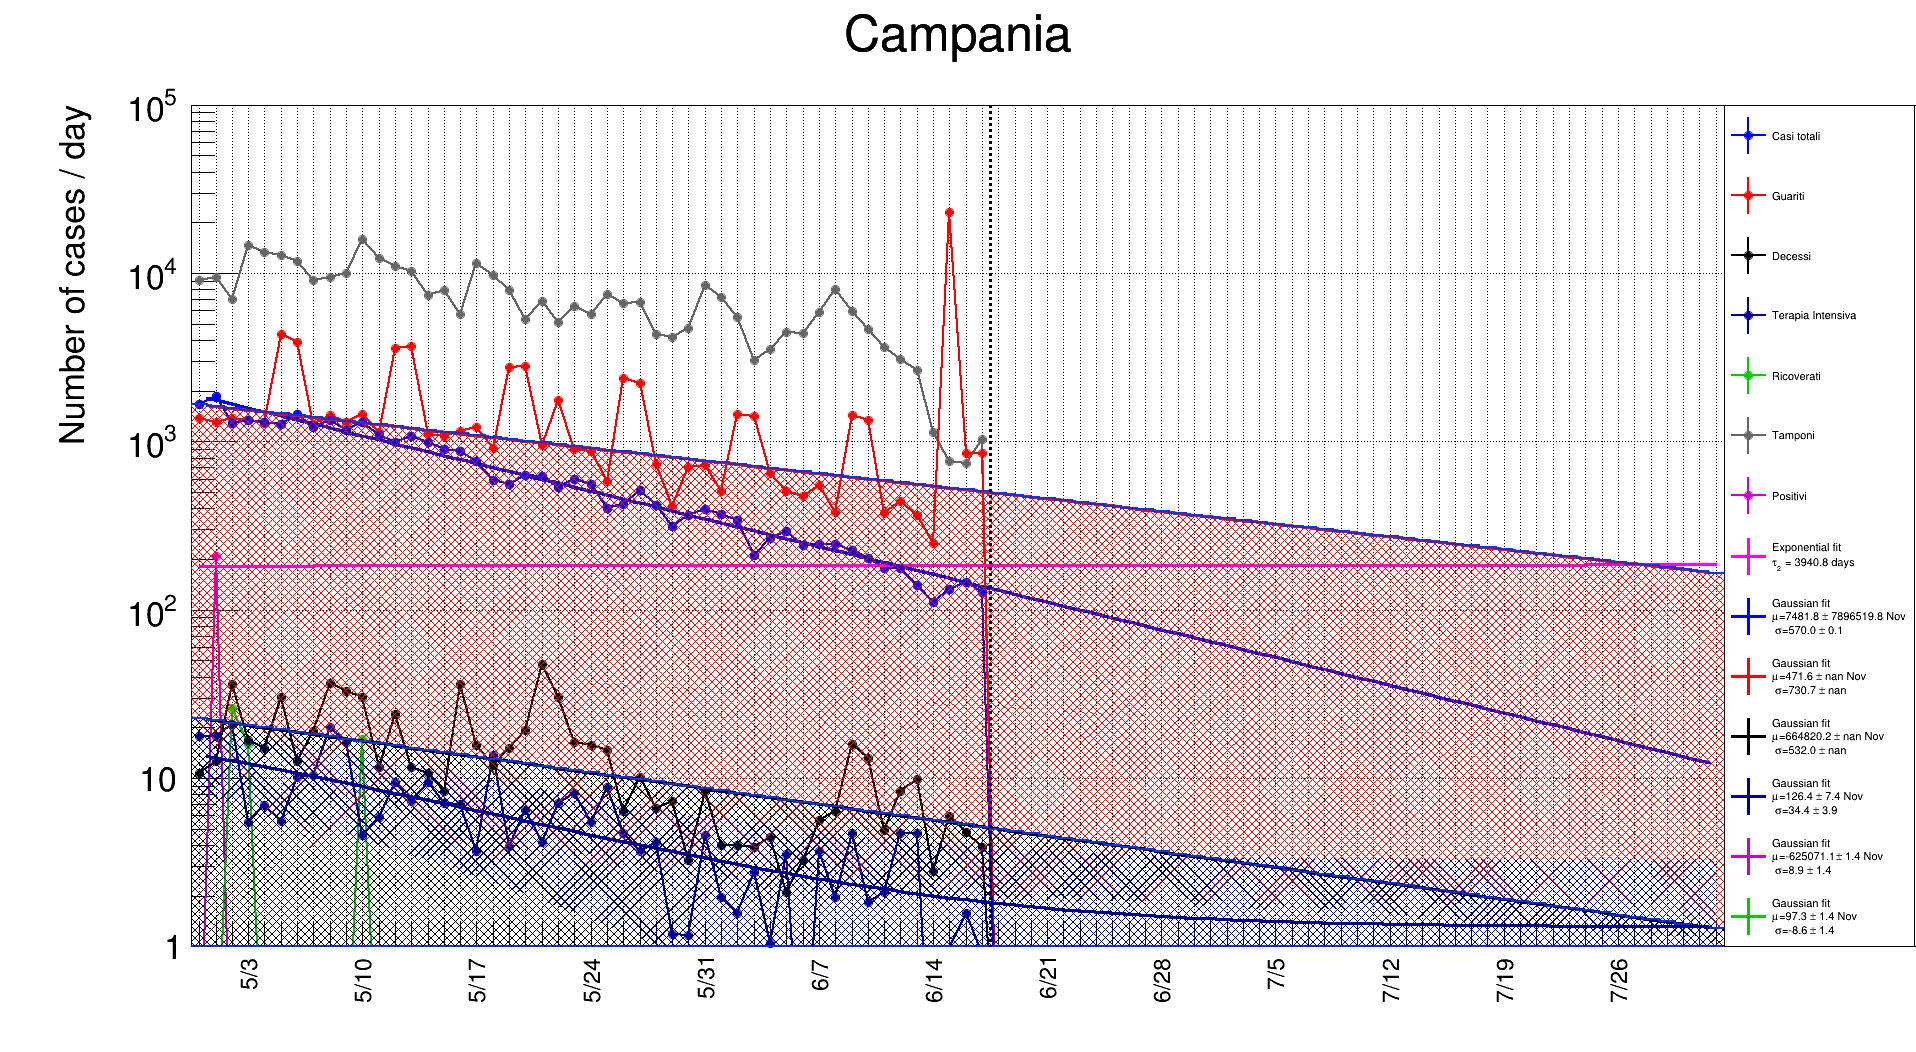 Campania
Number of cases / day
10^5
10^4
10^3
10^2
10
1
5/3
5/10
5/17
5/24
5/31
6/7
6/14
6/21
6/28
7/5
7/12
7/19
7/26
Casi totali
Guariti
Decessi
Terapia Intensiva
Ricoverati
Tamponi
Positivi
Exponential fit
τ_2 = 3940.8 days
Gaussian fit
μ=7481.8 ± 7896519.8 Nov
σ=570.0 ± 0.1
Gaussian fit
μ=471.6 ± nan Nov
σ=730.7 ± nan
Gaussian fit
μ=664820.2 ± nan Nov
σ=532.0 ± nan
Gaussian fit
μ=126.4 ± 7.4 Nov
σ=34.4 ± 3.9
Gaussian fit
μ=-625071.1 ± 1.4 Nov
σ=8.9 ± 1.4
Gaussian fit
μ=97.3 ± 1.4 Nov
σ=-8.6 ± 1.4